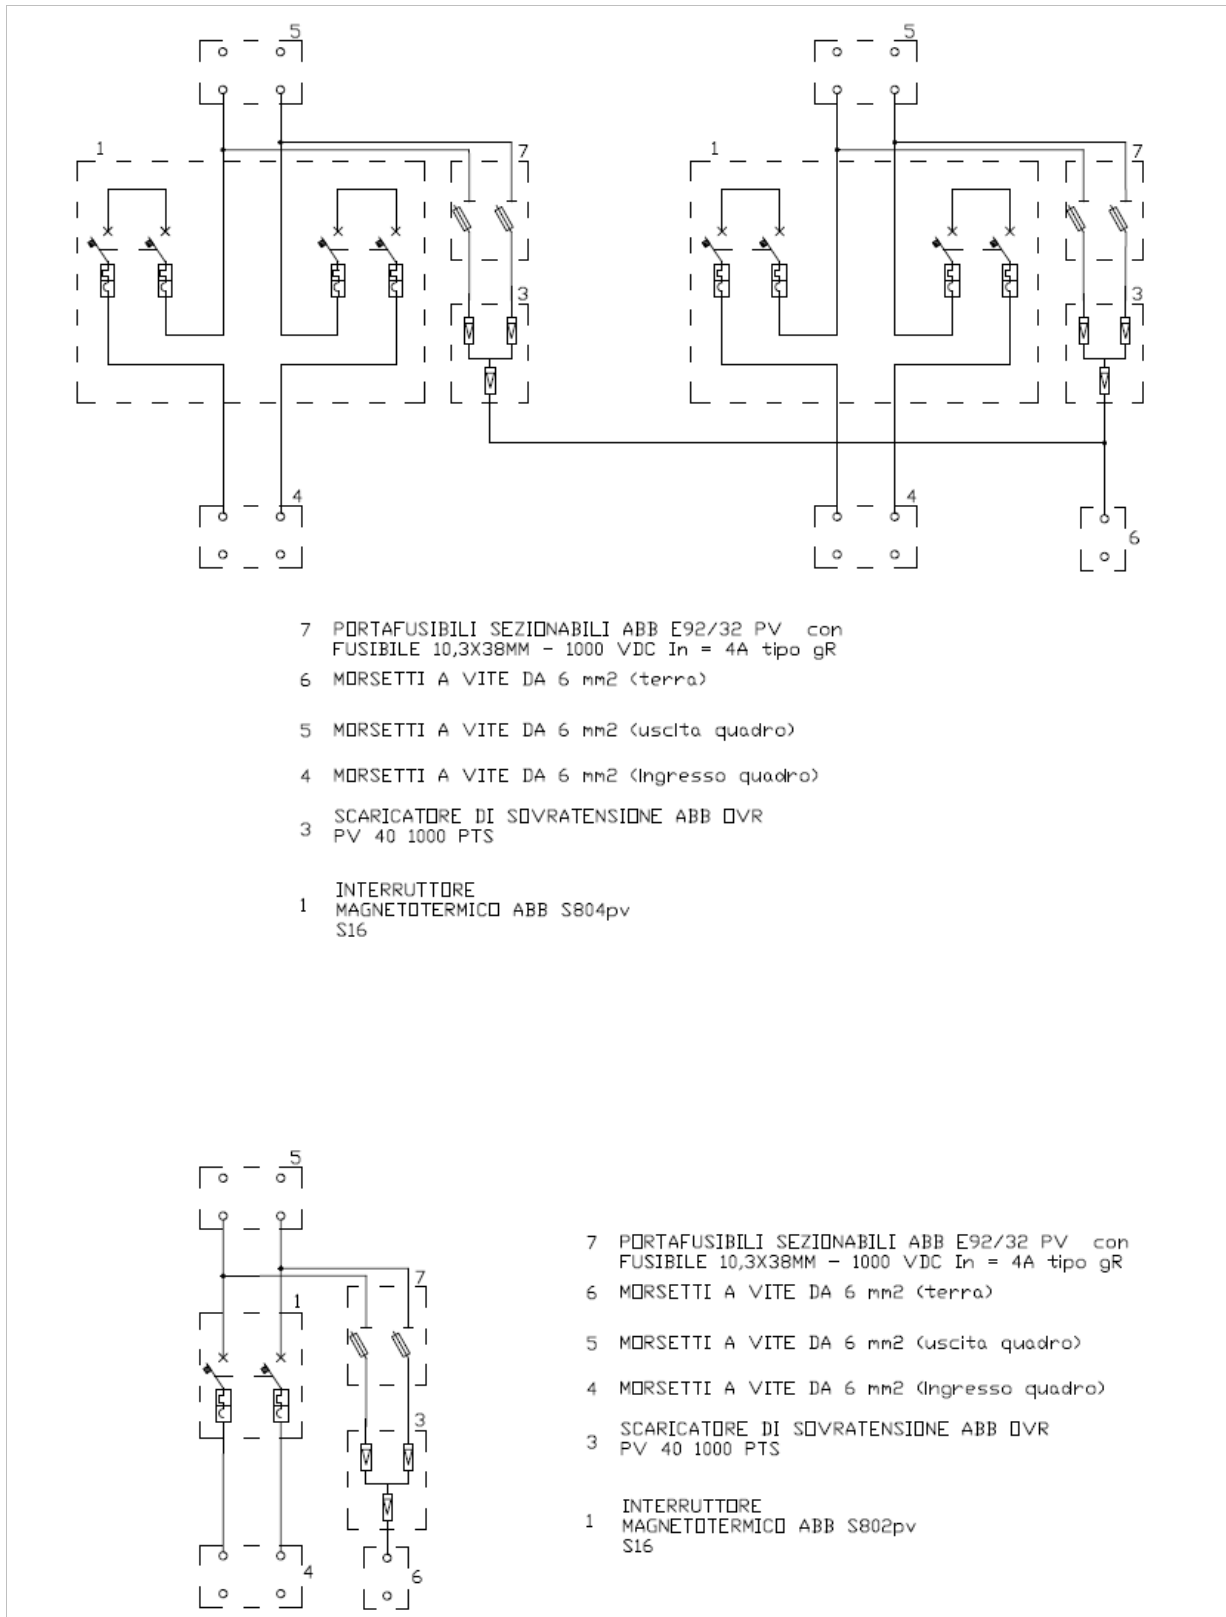 5
5
1
7
1
7
3
3
4
4
6
7 PORTAFUSIBILI SEZIONABILI ABB E92/32 PV con
FUSIBILE 10,3X38MM - 1000 VDC In = 4A tipo gR
6 MORSETTI A VITE DA 6 mm2 (terra)
5 MORSETTI A VITE DA 6 mm2 (uscita quadro)
4 MORSETTI A VITE DA 6 mm2 (Ingresso quadro)
SCARICATORE DI SOVRATENSIONE ABB OVR
3 PV 40 1000 PTS
INTERRUTTORE
1 MAGNETOTERMICO ABB S804pv
S16
5
7
1
3
4
6
7 PORTAFUSIBILI SEZIONABILI ABB E92/32 PV con
FUSIBILE 10,3X38MM - 1000 VDC In = 4A tipo gR
6 MORSETTI A VITE DA 6 mm2 (terra)
5 MORSETTI A VITE DA 6 mm2 (uscita quadro)
4 MORSETTI A VITE DA 6 mm2 (Ingresso quadro)
SCARICATORE DI SOVRATENSIONE ABB OVR
3 PV 40 1000 PTS
INTERRUTTORE
1 MAGNETOTERMICO ABB S802pv
S16